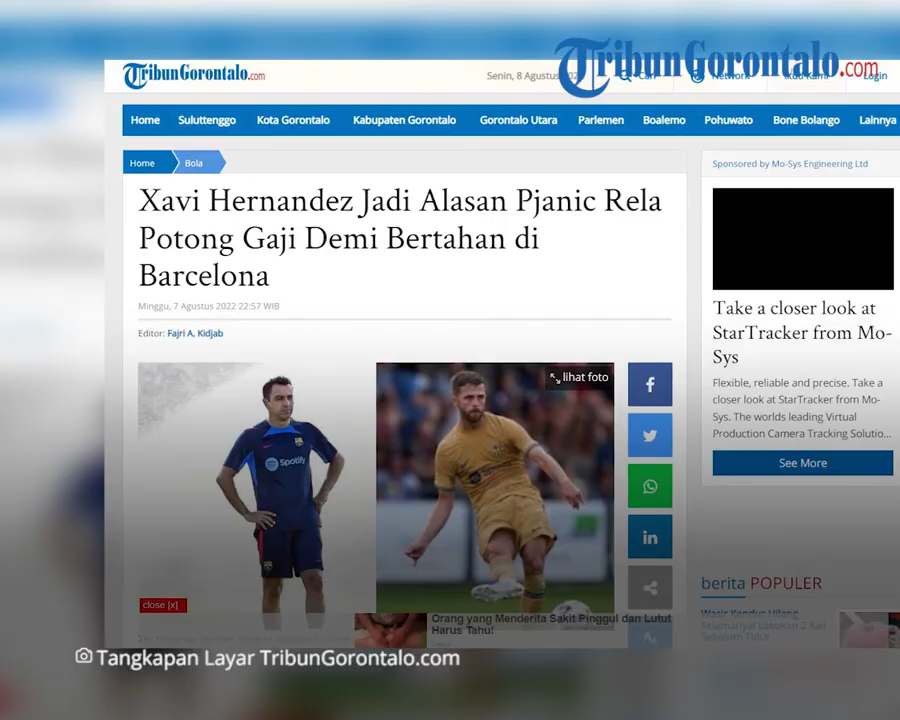 TribunGorontalo.com
TribunGorontalo.com
Senin, 8 Agustus
Cari
Network
Ikuti Kami
Login
Home Suluttenggo Kota Gorontalo Kabupaten Gorontalo Gorontalo Utara Parlemen Boalemo Pohuwato Bone Bolango Lainnya
Home Bola
Xavi Hernandez Jadi Alasan Pjanic Rela
Potong Gaji Demi Bertahan di
Barcelona
Minggu, 7 Agustus 2022 22:57 WIB
Editor: Fajri A. Kidjab
lihat foto
Spotify
close [x]
Orang yang Menderita Sakit Pinggul dan Lutut
Harus Tahu!
Sponsored by Mo-Sys Engineering Ltd
Take a closer look at
StarTracker from Mo-
Sys
Flexible, reliable and precise. Take a
closer look at StarTracker from Mo-
Sys. The worlds leading Virtual
Production Camera Tracking Solutio...
See More
berita POPULER
Tangkapan Layar TribunGorontalo.com